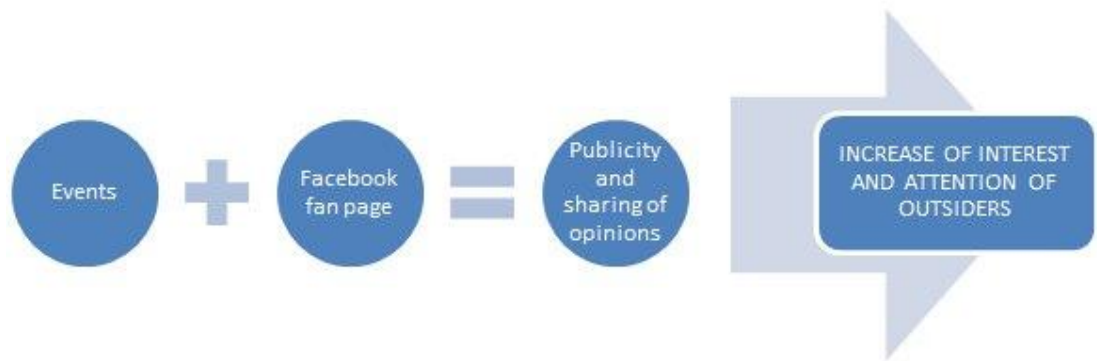 Events
Facebook
fan page
Publicity
and
sharing of
opinions
INCREASE OF INTEREST
AND ATTENTION OF
OUTSIDERS